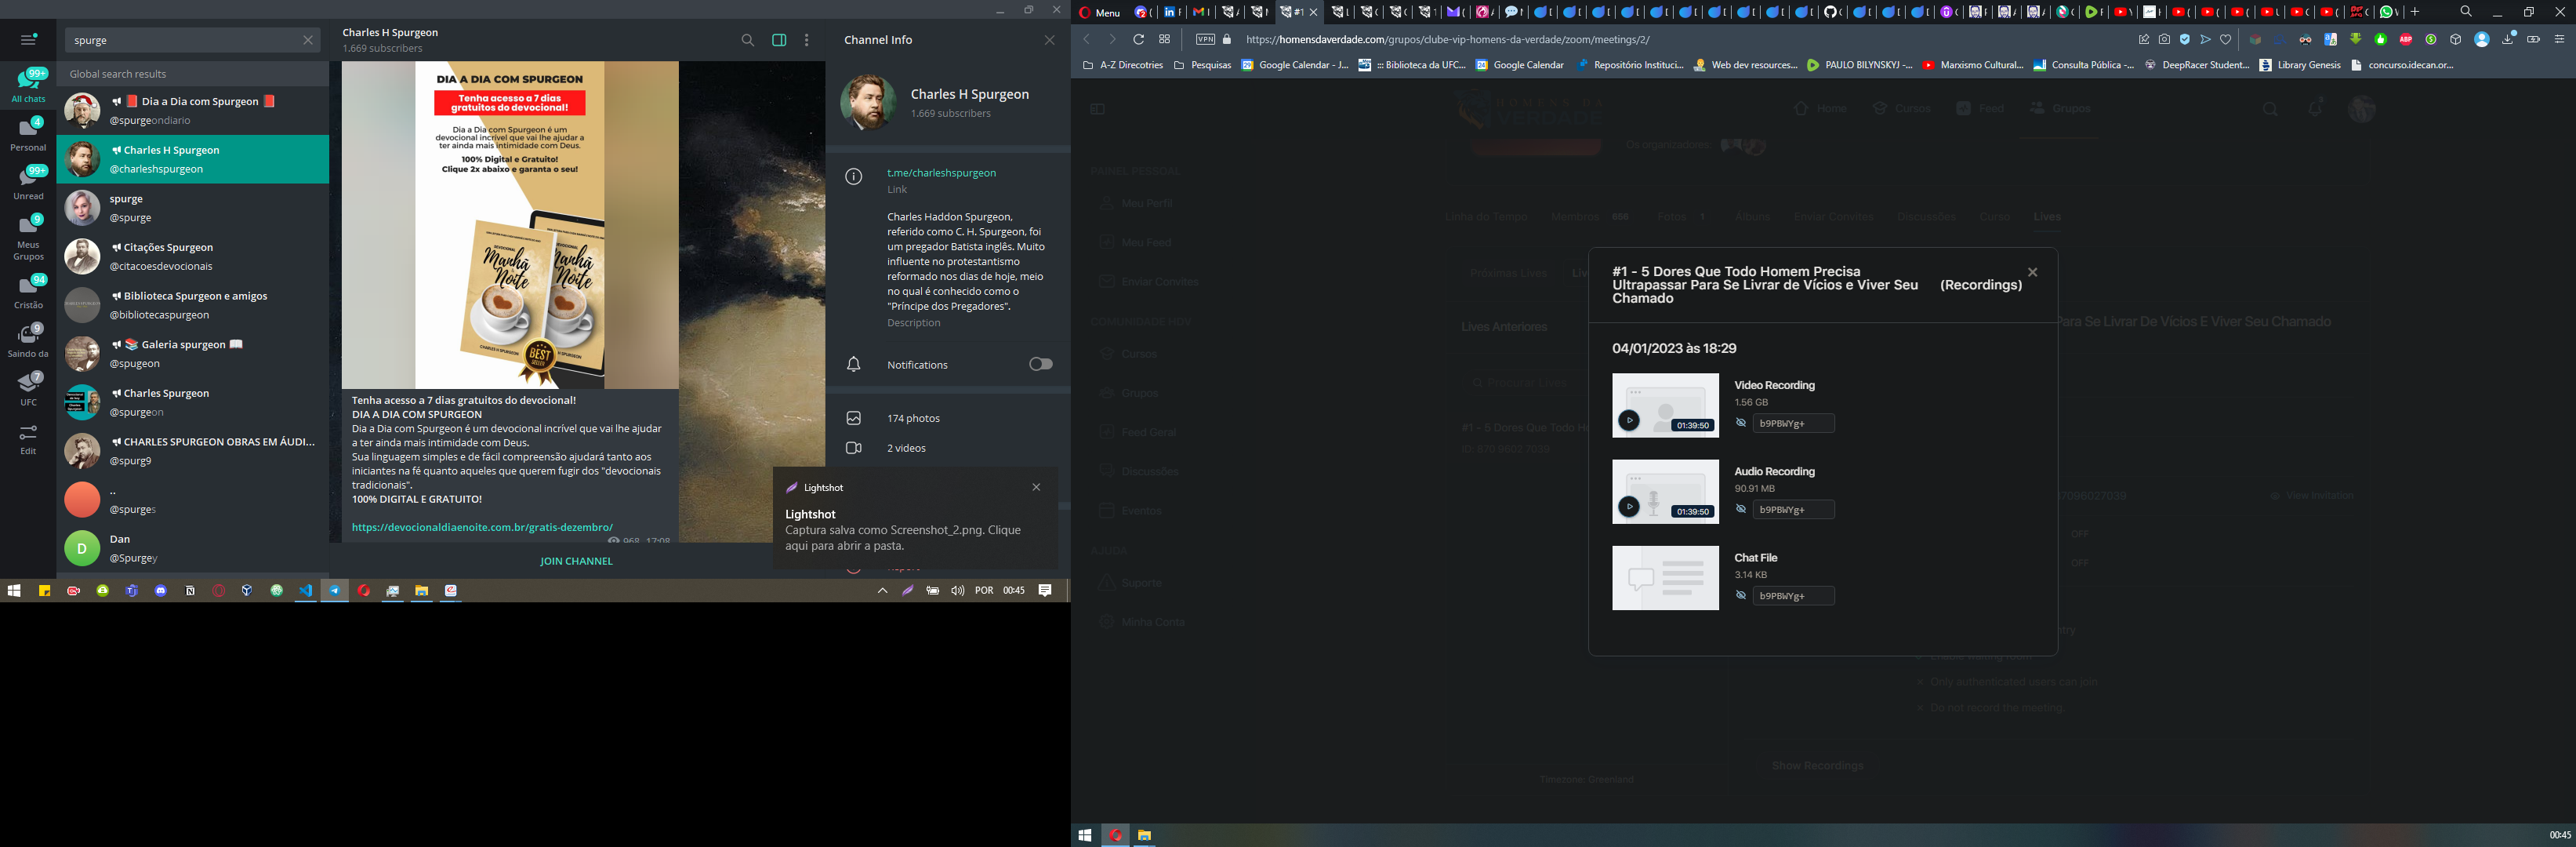 spurge
Global search results
99+
All chats
4
Personal
99+
Unread
9
Meus
Grupos
94
Cristão
9
Saindo da
7
UFC
Edit
📕 Dia a Dia com Spurgeon 📕
@spurgeondiario
Charles H Spurgeon
@charleshspurgeon
spurge
@spurge
Citações Spurgeon
@citacoesdevocionais
Biblioteca Spurgeon e amigos
@bibliotecaspurgeon
📚 Galeria spurgeon 📖
@spugeon
Charles Spurgeon
@spurgeon
CHARLES SPURGEON OBRAS EM ÁUDI...
@spurg9
..
@spurges
D
Dan
@Spurgey
Charles H Spurgeon
1.669 subscribers
DIA A DIA COM SPURGEON
Tenha acesso a 7 dias
gratuitos do devocional!
Dia a Dia com Spurgeon é um
devocional incrível que vai lhe ajudar a
ter ainda mais intimidade com Deus.
100% Digital e Gratuito!
Clique 2x abaixo e garanta o seu!
Manhã
Noite
BEST
Tenha acesso a 7 dias gratuitos do devocional!
DIA A DIA COM SPURGEON
Dia a Dia com Spurgeon é um devocional incrível que vai lhe ajudar
a ter ainda mais intimidade com Deus.
Sua linguagem simples e de fácil compreensão ajudará tanto aos
iniciantes na fé quanto aqueles que querem fugir dos "devocionais
tradicionais".
100% DIGITAL E GRATUITO!
https://devocionaldiaenoite.com.br/gratis-dezembro/
968 17:08
JOIN CHANNEL
Channel Info
Charles H Spurgeon
1.669 subscribers
t.me/charleshspurgeon
Link
Charles Haddon Spurgeon,
referido como C. H. Spurgeon, foi
um pregador Batista inglês. Muito
influente no protestantismo
reformado nos dias de hoje, meio
no qual é conhecido como o
"Príncipe dos Pregadores".
Description
Notifications
174 photos
2 videos
Lightshot
Lightshot
Captura salva como Screenshot_2.png. Clique
aqui para abrir a pasta.
POR 00:45
Menu
VPN
https://homensdaverdade.com/grupos/clube-vip-homens-da-verdade/zoom/meetings/2/
A-Z Direcotries
Pesquisas
Google Calendar - J...
::: Biblioteca da UFC...
Google Calendar
Repositório Instituci...
Web dev resources...
PAULO BILYNSKYJ -...
Marxismo Cultural...
Consulta Pública -...
DeepRacer Student...
Library Genesis
concurso.idecan.or...
HOMENS DA
VERDADE
Home
Cursos
Feed
Grupos
Os organizadores:
PAINEL PESSOAL
Meu Perfil
Meu Feed
Enviar Convites
COMUNIDADE HDV
Cursos
Grupos
Feed Geral
Discussões
Eventos
AJUDA
Suporte
Minha Conta
Linha do Tempo
Membros
Fotos 1
Álbuns
Enviar Convites
Discussões
Curso
Lives
Próximas Lives
Lives Anteriores
Procurar Lives
#1 - 5 Dores Que Todo H
#1 - 5 Dores Que Todo Homem Precisa
Ultrapassar Para Se Livrar de Vícios e Viver Seu
Chamado
(Recordings)
04/01/2023 às 18:29
Video Recording
1.56 GB
01:39:50
b9PBWYg+
Audio Recording
90.91 MB
01:39:50
b9PBWYg+
Chat File
3.14 KB
b9PBWYg+
Para Se Livrar De Vícios E Viver Seu Chamado
View Invitation
OFF
OFF
Only authenticated users can join
Do not record the meeting.
Show Recordings
Timezone: Greenland
00:45